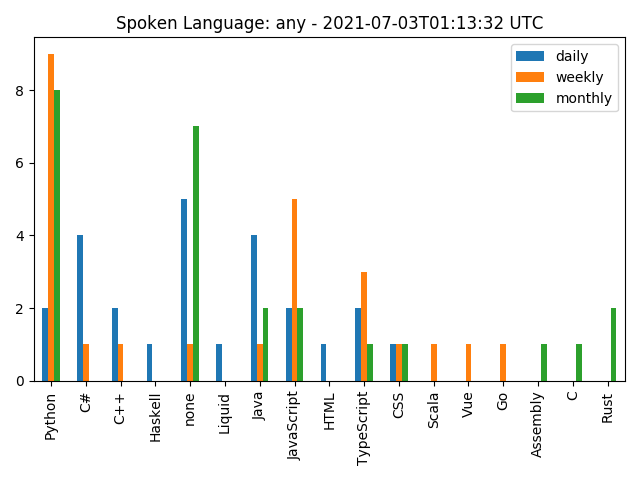 Spoken Language: any - 2021-07-03T01:13:32 UTC
daily
weekly
monthly
8
6
4
2
0
Python
C#
C++
Haskell
none
Liquid
Java
JavaScript
HTML
TypeScript
CSS
Scala
Vue
Go
Assembly
C
Rust